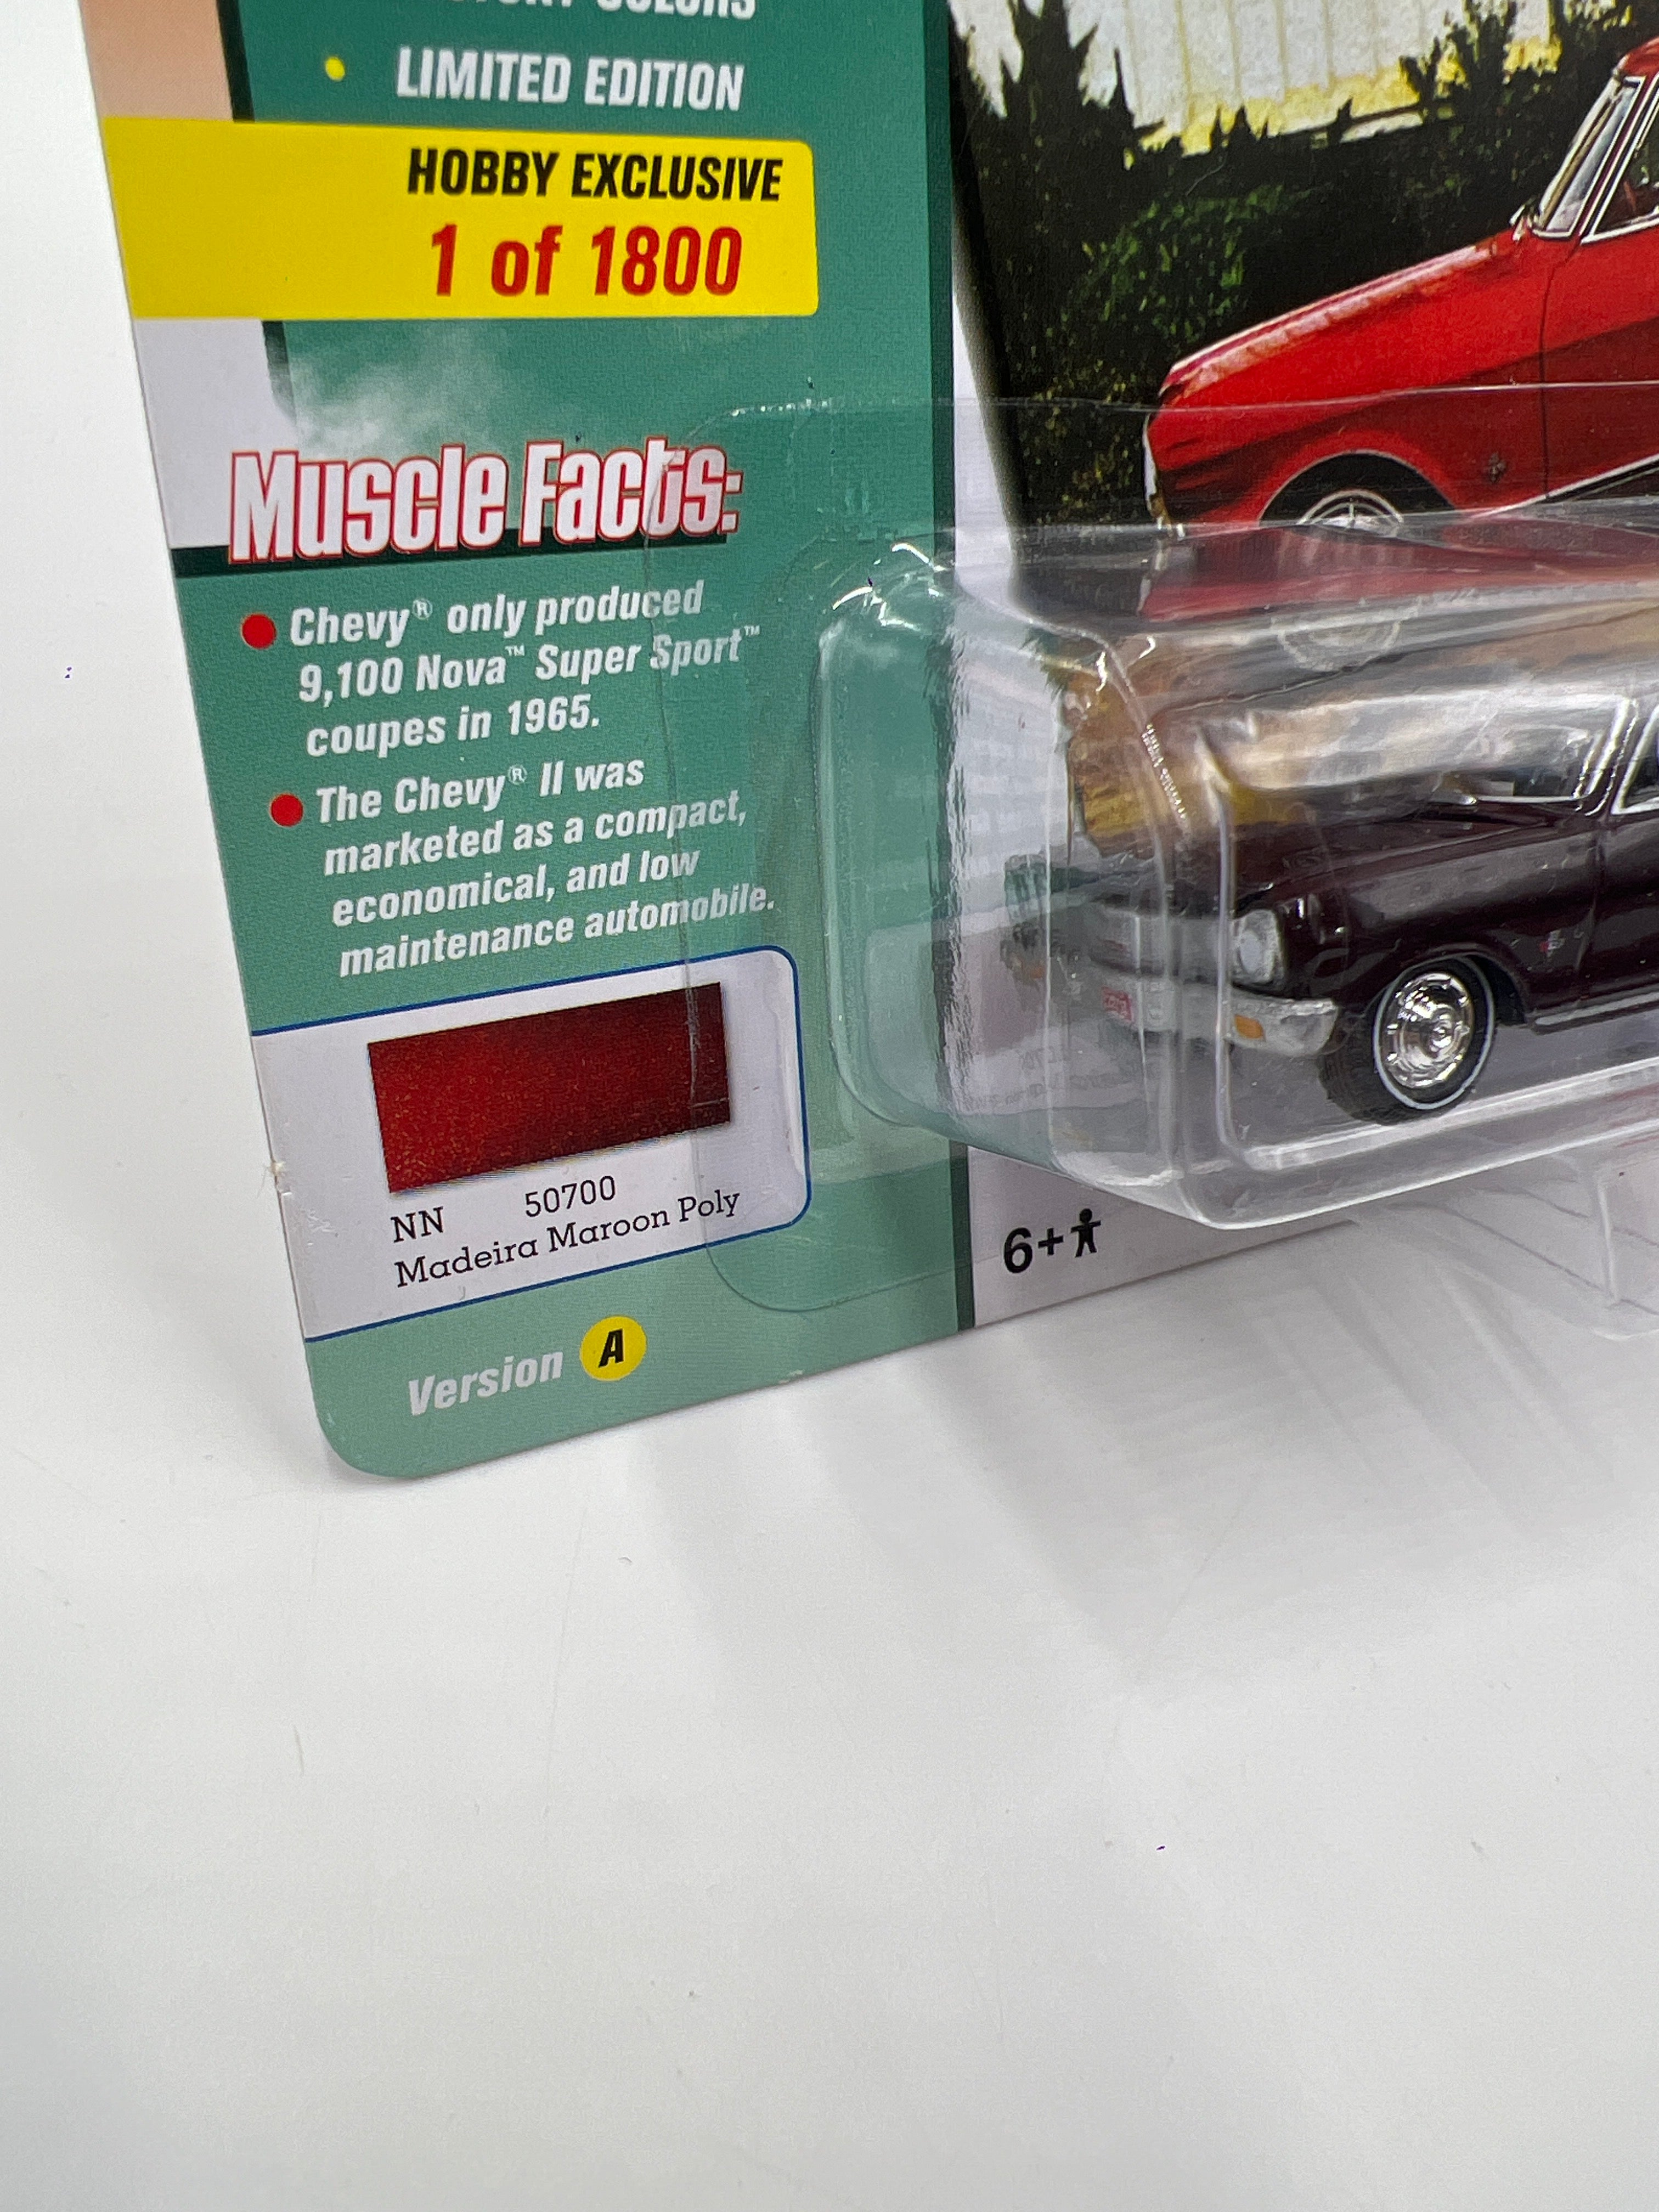 COLORS
LIMITED EDITION
HOBBY EXCLUSIVE
1 of 1800
Muscle Facts:
Chevy® only produced
9,100 Nova™ Super Sport™
coupes in 1965.
The Chevy® II was
marketed as a compact,
economical, and low
maintenance automobile.
NN 50700
Madeira Maroon Poly
Version A
6+